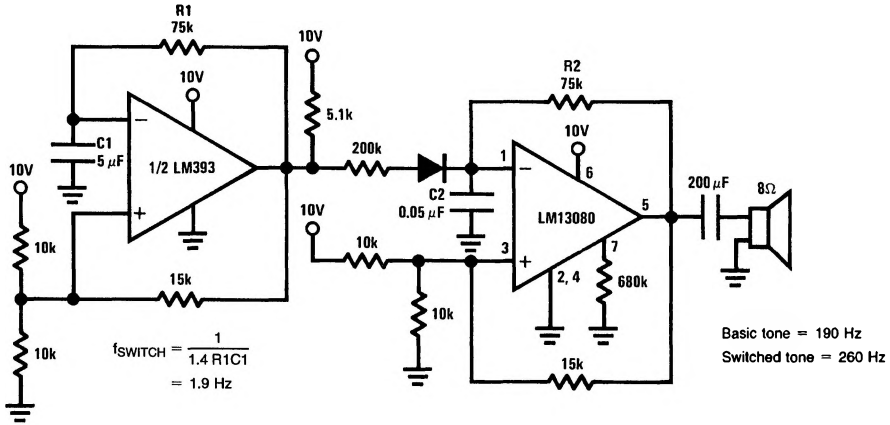 R1
75k
10V
10V
5.1k
C1
5 μF
−
1/2 LM393
+
10V
10k
10k
15k
200k
R2
75k
10V
1
6
−
C2
0.05 μF
LM13080
5
200 μF
8Ω
10V
10k
3
+
7
2, 4
680k
10k
15k
fSWITCH = 1
1.4 R1C1
= 1.9 Hz
Basic tone = 190 Hz
Switched tone = 260 Hz